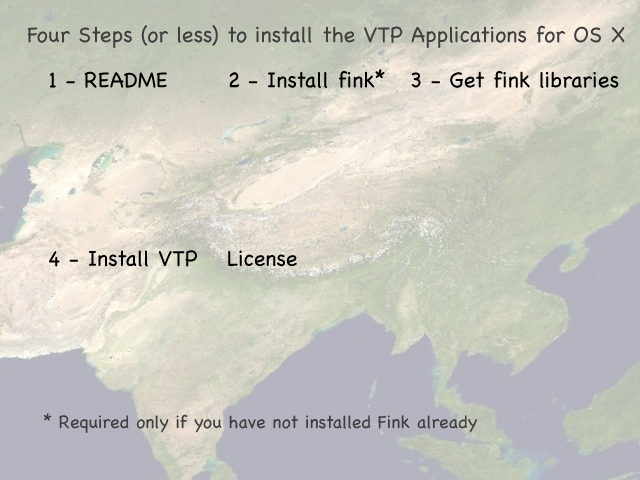 Four Steps (or less) to install the VTP Applications for OS X
1 - README 2 - Install fink* 3 - Get fink libraries
4 - Install VTP License
* Required only if you have not installed Fink already